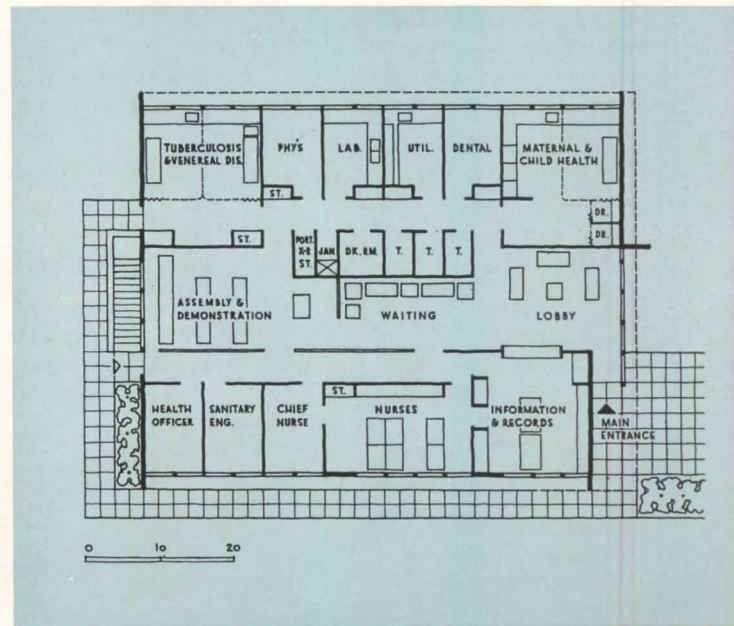 TUBERCULOSIS
& VENEREAL DIS.
PHY'S
LAB.
UTIL.
DENTAL
MATERNAL &
CHILD HEALTH
ST.
DR.
DR.
ST.
PORT.
X-R
ST.
JAN
DK. RM.
T.
T.
T.
ASSEMBLY &
DEMONSTRATION
WAITING
LOBBY
HEALTH
OFFICER
SANITARY
ENG.
CHIEF
NURSE
ST.
NURSES
INFORMATION
& RECORDS
MAIN
ENTRANCE
0 10 20